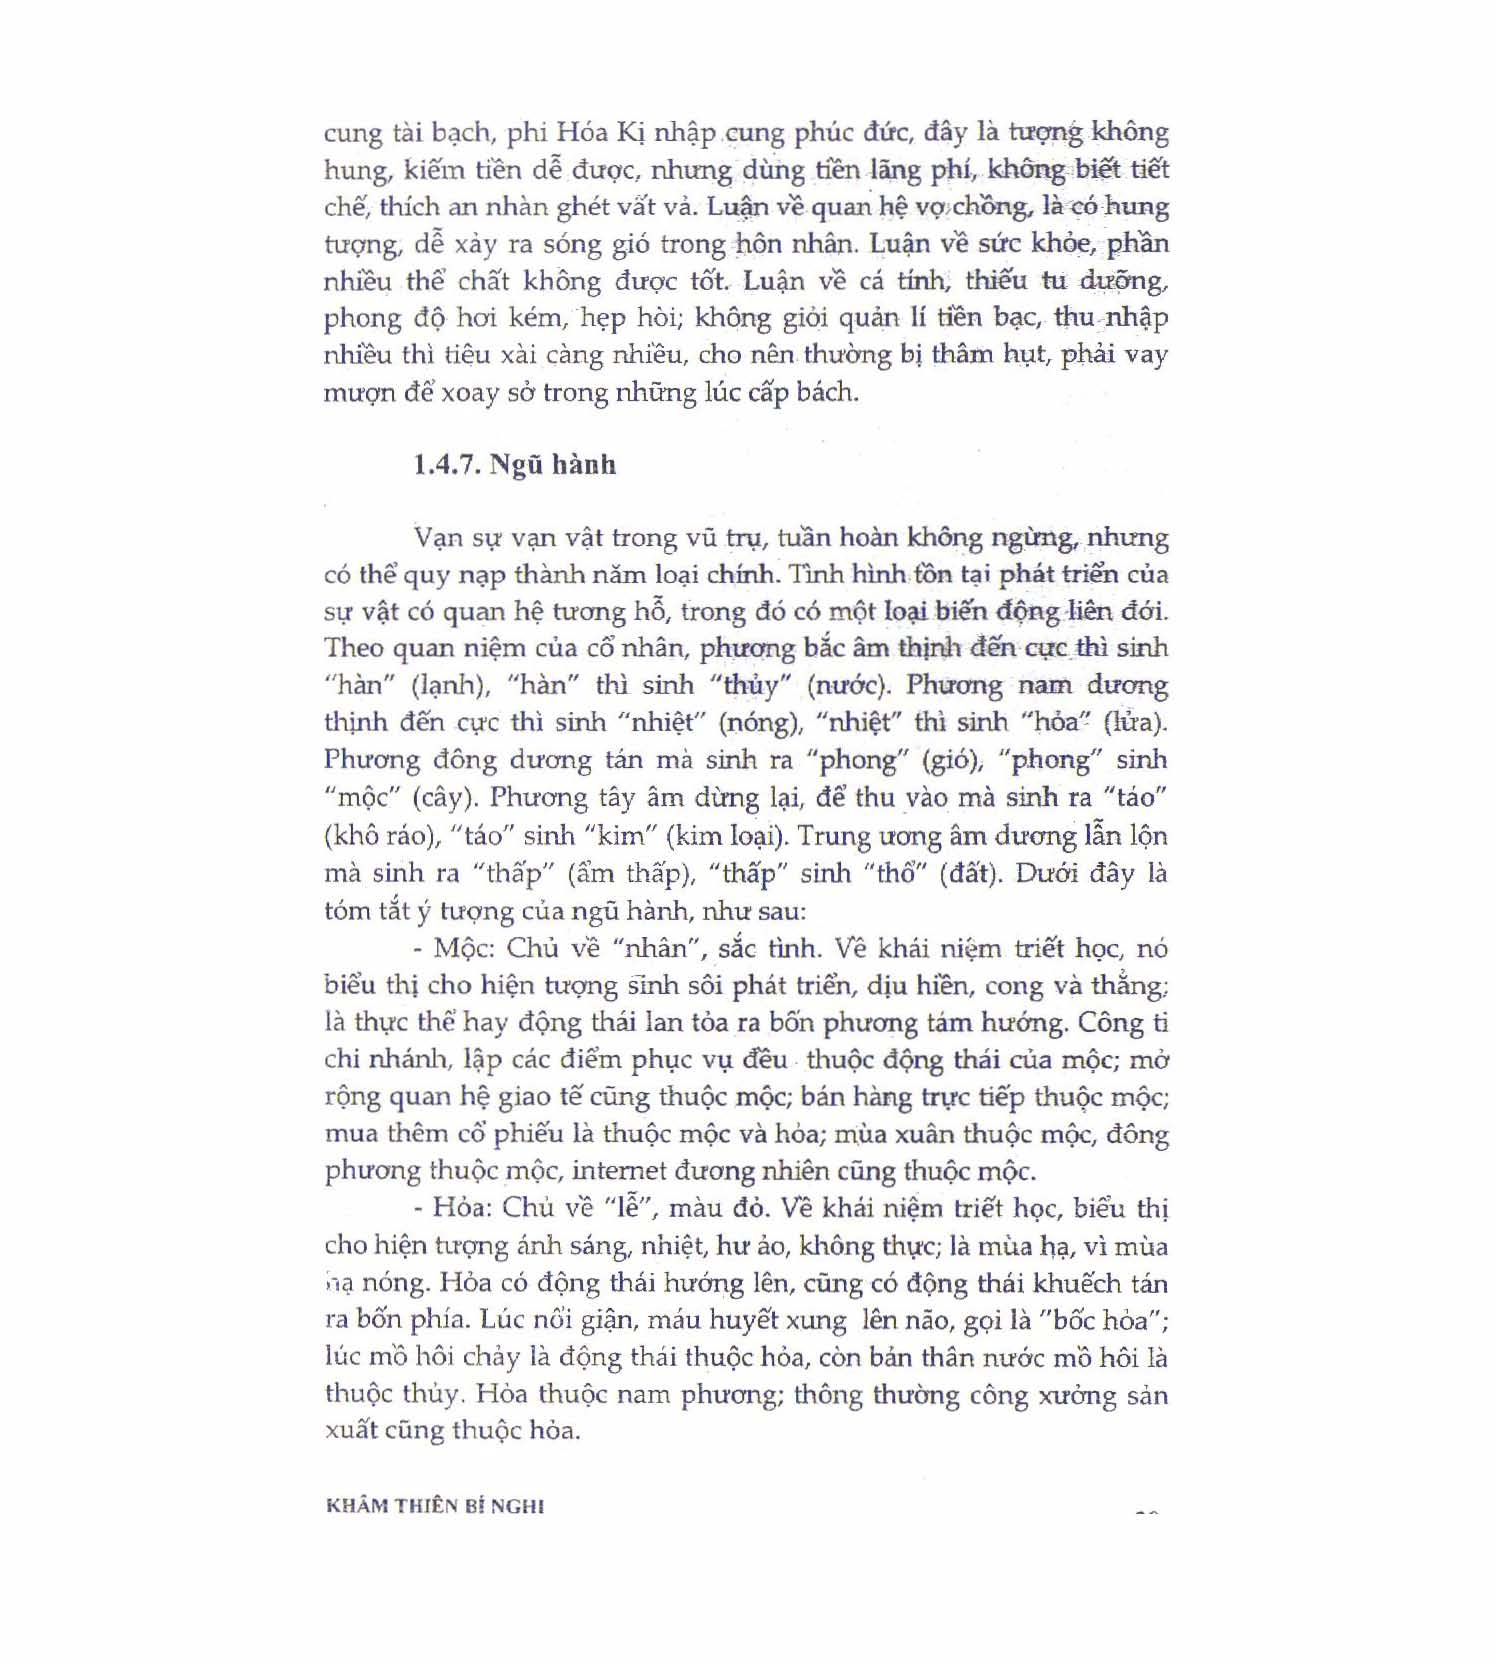 cung tài bạch, phi Hóa Kị nhập cung phúc đức, đây là tượng không
hung, kiếm tiền dễ được, nhưng dùng tiền lãng phí, không biết tiết
chế, thích an nhàn ghét vất vả. Luận về quan hệ vợ chồng, là có hung
tượng, dễ xảy ra sóng gió trong hôn nhân. Luận về sức khỏe, phần
nhiều thể chất không được tốt. Luận về cá tính, thiếu tu dưỡng,
phong độ hơi kém, hẹp hòi; không giỏi quản lí tiền bạc, thu nhập
nhiều thì tiêu xài càng nhiều, cho nên thường bị thâm hụt, phải vay
mượn để xoay sở trong những lúc cấp bách.
1.4.7. Ngũ hành
Vạn sự vạn vật trong vũ trụ, tuần hoàn không ngừng, nhưng
có thể quy nạp thành năm loại chính. Tình hình tồn tại phát triển của
sự vật có quan hệ tương hỗ, trong đó có một loại biến động liên đới.
Theo quan niệm của cổ nhân, phương bắc âm thịnh đến cực thì sinh
"hàn" (lạnh), "hàn" thì sinh "thủy" (nước). Phương nam dương
thịnh đến cực thì sinh "nhiệt" (nóng), "nhiệt" thì sinh "hỏa" (lửa).
Phương đông dương tán mà sinh ra "phong" (gió), "phong" sinh
"mộc" (cây). Phương tây âm dừng lại, để thu vào mà sinh ra "táo"
(khô ráo), "táo" sinh "kim" (kim loại). Trung ương âm dương lẫn lộn
mà sinh ra "thấp" (ẩm thấp), "thấp" sinh "thổ" (đất). Dưới đây là
tóm tắt ý tượng của ngũ hành, như sau:
- Mộc: Chủ về "nhân", sắc tình. Về khái niệm triết học, nó
biểu thị cho hiện tượng sinh sôi phát triển, dịu hiền, cong và thẳng;
là thực thể hay động thái lan tỏa ra bốn phương tám hướng. Công ti
chi nhánh, lập các điểm phục vụ đều thuộc động thái của mộc; mở
rộng quan hệ giao tế cũng thuộc mộc; bán hàng trực tiếp thuộc mộc;
mua thêm cổ phiếu là thuộc mộc và hỏa; mùa xuân thuộc mộc, đông
phương thuộc mộc, internet đương nhiên cũng thuộc mộc.
- Hỏa: Chủ về "lễ", màu đỏ. Về khái niệm triết học, biểu thị
cho hiện tượng ánh sáng, nhiệt, hư ảo, không thực; là mùa hạ, vì mùa
hạ nóng. Hỏa có động thái hướng lên, cũng có động thái khuếch tán
ra bốn phía. Lúc nổi giận, máu huyết xung lên não, gọi là "bốc hỏa";
lúc mồ hôi chảy là động thái thuộc hỏa, còn bản thân nước mồ hôi là
thuộc thủy. Hỏa thuộc nam phương; thông thường công xưởng sản
xuất cũng thuộc hỏa.
KHÂM THIÊN BÍ NGHI